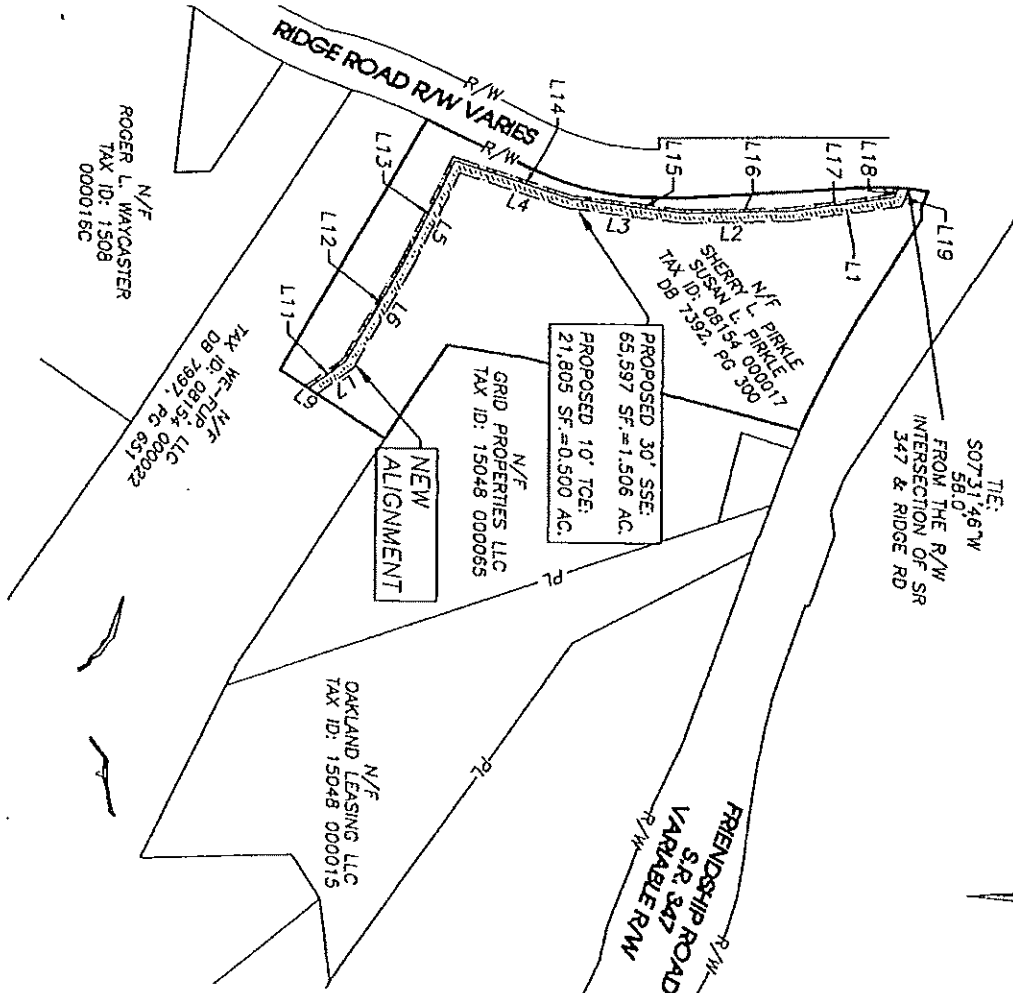 RIDGE ROAD R/W VARIES
R/W
R/W
L14
L13
L12
L11
L15
L16
L17
L18
L19
L1
L2
L3
L4
L5
L6
L7
L9
TIE:
S07°31'46"W
58.0'
FROM THE R/W
INTERSECTION OF SR
347 & RIDGE RD
N/F
SHERRY L. PIRKLE
SUSAN L. PIRKLE
TAX ID: 08154 000017
DB 7392, PG 300
PROPOSED 30' SSE:
65,597 SF.=1.506 AC.
PROPOSED 10' TCE:
21,805 SF.=0.500 AC.
N/F
GRID PROPERTIES LLC
TAX ID: 15048 000065
NEW
ALIGNMENT
N/F
ROGER L. WAYCASTER
TAX ID: 1508
000016C
N/F
WE-FLIP, LLC
TAX ID: 08154 000022
DB 7997, PG 651
PL
PL
N/F
OAKLAND LEASING LLC
TAX ID: 15048 000015
FRIENDSHIP ROAD
S.R. 347
VARIABLE R/W
R/W
R/W